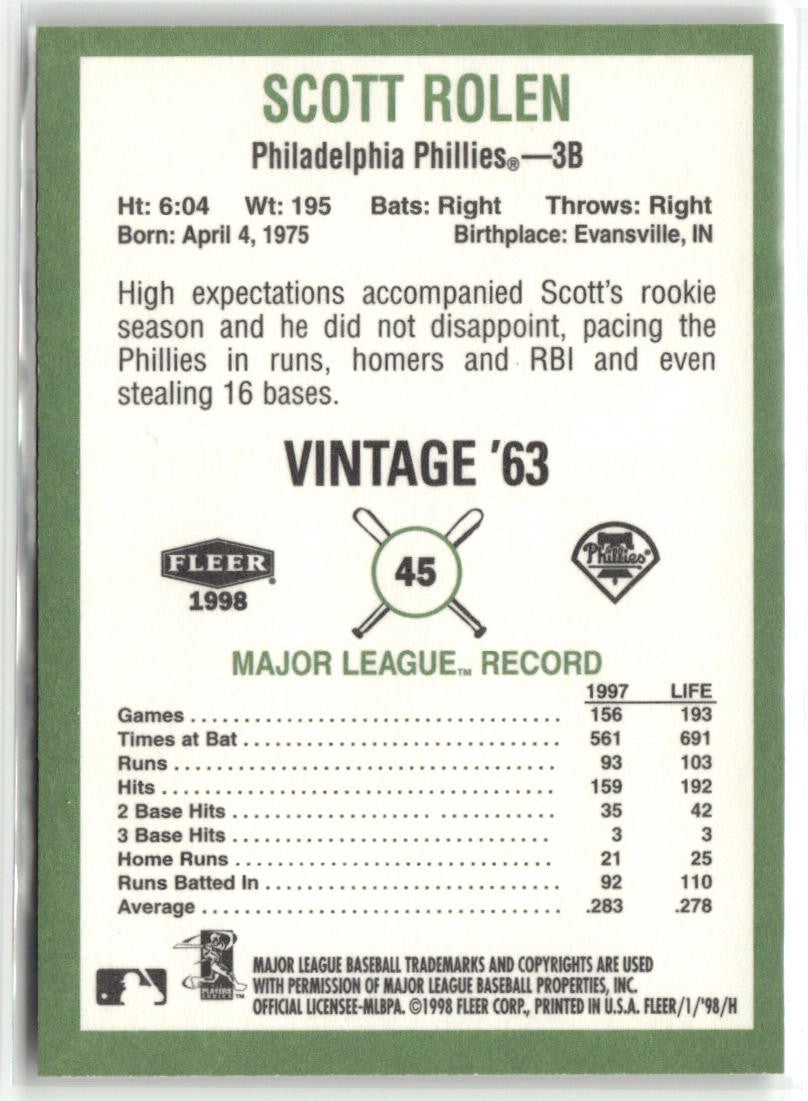 SCOTT ROLEN
Philadelphia Phillies®—3B
Ht: 6:04 Wt: 195 Bats: Right Throws: Right
Born: April 4, 1975 Birthplace: Evansville, IN
High expectations accompanied Scott's rookie
season and he did not disappoint, pacing the
Phillies in runs, homers and RBI and even
stealing 16 bases.
VINTAGE '63
FLEER®
1998
45
Phillies
MAJOR LEAGUE™ RECORD
1997 LIFE
Games 156 193
Times at Bat 561 691
Runs 93 103
Hits 159 192
2 Base Hits 35 42
3 Base Hits 3 3
Home Runs 21 25
Runs Batted In 92 110
Average .283 .278
PLAYERS
CHOICE™
MAJOR LEAGUE BASEBALL TRADEMARKS AND COPYRIGHTS ARE USED
WITH PERMISSION OF MAJOR LEAGUE BASEBALL PROPERTIES, INC.
OFFICIAL LICENSEE-MLBPA. ©1998 FLEER CORP., PRINTED IN U.S.A. FLEER/1/'98/H